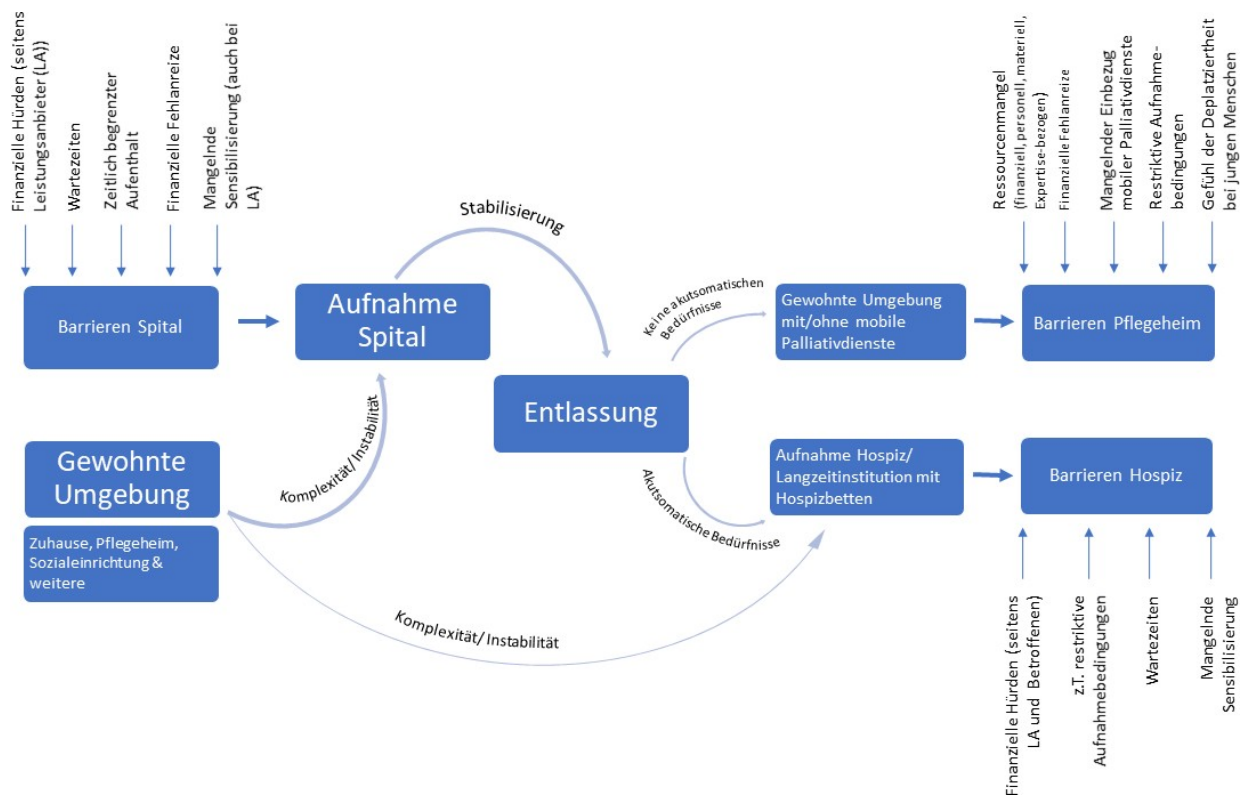 Finanzielle Hürden (seitens
Leistungsanbieter (LA))
Wartezeiten
Zeitlich begrenzter
Aufenthalt
Finanzielle Fehlanreize
Mangelnde
Sensibilisierung (auch bei
LA)
Barrieren Spital
Aufnahme
Spital
Stabilisierung
Gewohnte
Umgebung
Zuhause, Pflegeheim,
Sozialeinrichtung &
weitere
Komplexität/ Instabilität
Komplexität/ Instabilität
Entlassung
Keine akutsomatischen
Bedürfnisse
Akutsomatische Bedürfnisse
Gewohnte Umgebung
mit/ohne mobile
Palliativdienste
Aufnahme Hospiz/
Langzeitinstitution mit
Hospizbetten
Ressourcenmangel
(finanziell, personell, materiell,
Expertise-bezogen)
Finanzielle Fehlanreize
Mangelnder Einbezug
mobiler Palliativdienste
Restriktive Aufnahme-
bedingungen
Gefühl der Deplatziertheit
bei jungen Menschen
Barrieren Pflegeheim
Barrieren Hospiz
Finanzielle Hürden (seitens
LA und Betroffenen)
z.T. restriktive
Aufnahmebedingungen
Wartezeiten
Mangelnde
Sensibilisierung